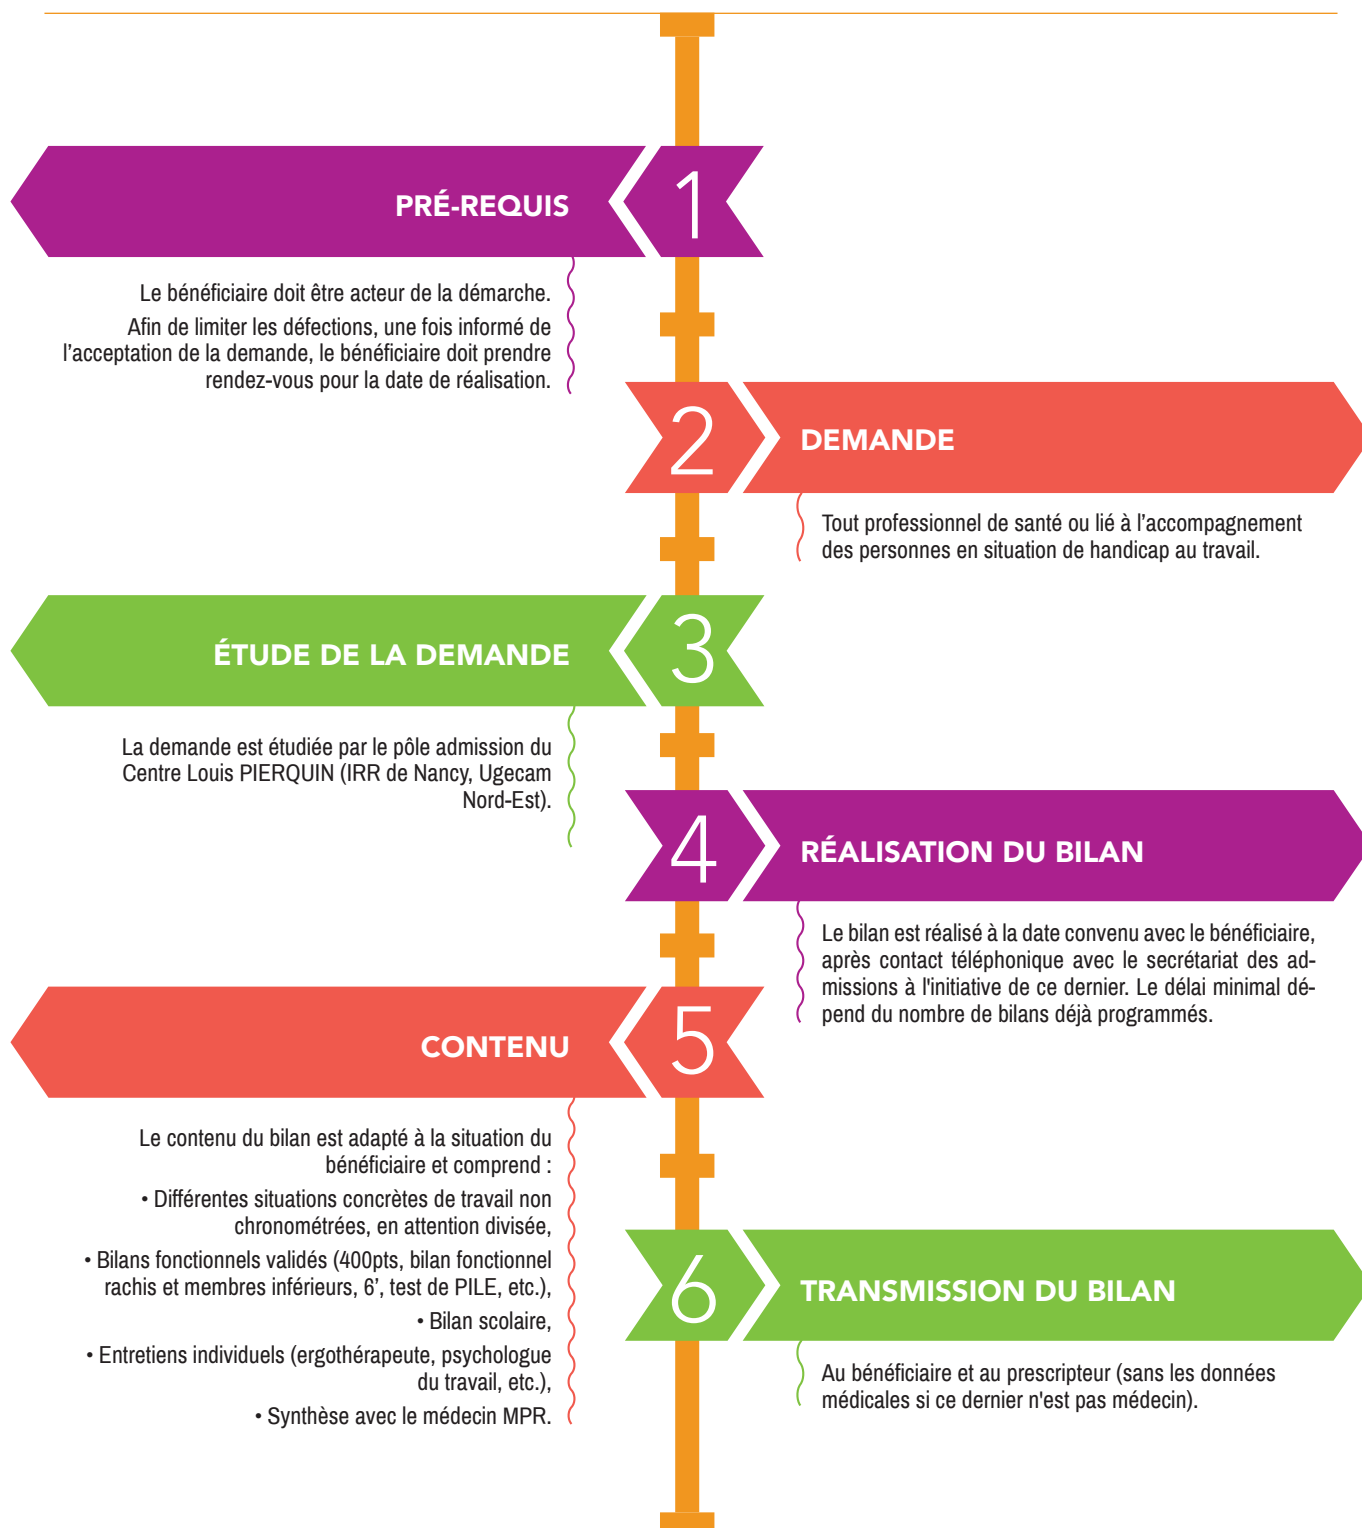 PRÉ-REQUIS
1
Le bénéficiaire doit être acteur de la démarche.
Afin de limiter les défections, une fois informé de
l’acceptation de la demande, le bénéficiaire doit prendre
rendez-vous pour la date de réalisation.
2
DEMANDE
Tout professionnel de santé ou lié à l’accompagnement
des personnes en situation de handicap au travail.
ÉTUDE DE LA DEMANDE
3
La demande est étudiée par le pôle admission du
Centre Louis PIERQUIN (IRR de Nancy, Ugecam
Nord-Est).
4
RÉALISATION DU BILAN
Le bilan est réalisé à la date convenu avec le bénéficiaire,
après contact téléphonique avec le secrétariat des ad-
missions à l'initiative de ce dernier. Le délai minimal dé-
pend du nombre de bilans déjà programmés.
CONTENU
5
Le contenu du bilan est adapté à la situation du
bénéficiaire et comprend :
• Différentes situations concrètes de travail non
chronométrées, en attention divisée,
• Bilans fonctionnels validés (400pts, bilan fonctionnel
rachis et membres inférieurs, 6’, test de PILE, etc.),
• Bilan scolaire,
• Entretiens individuels (ergothérapeute, psychologue
du travail, etc.),
• Synthèse avec le médecin MPR.
6
TRANSMISSION DU BILAN
Au bénéficiaire et au prescripteur (sans les données
médicales si ce dernier n'est pas médecin).